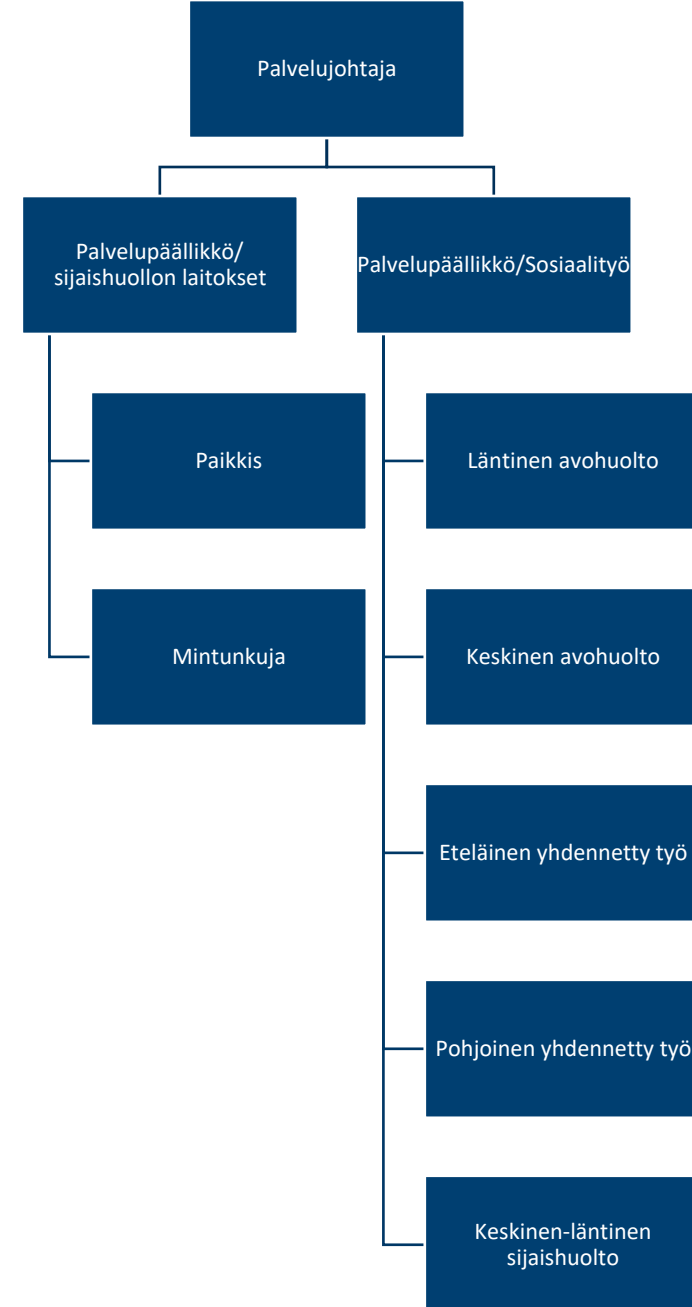 Palvelujohtaja
Palvelupäällikkö/
sijaishuollon laitokset
Palvelupäällikkö/Sosiaalityö
Paikkis
Läntinen avohuolto
Mintunkuja
Keskinen avohuolto
Eteläinen yhdennetty työ
Pohjoinen yhdennetty työ
Keskinen-läntinen
sijaishuolto